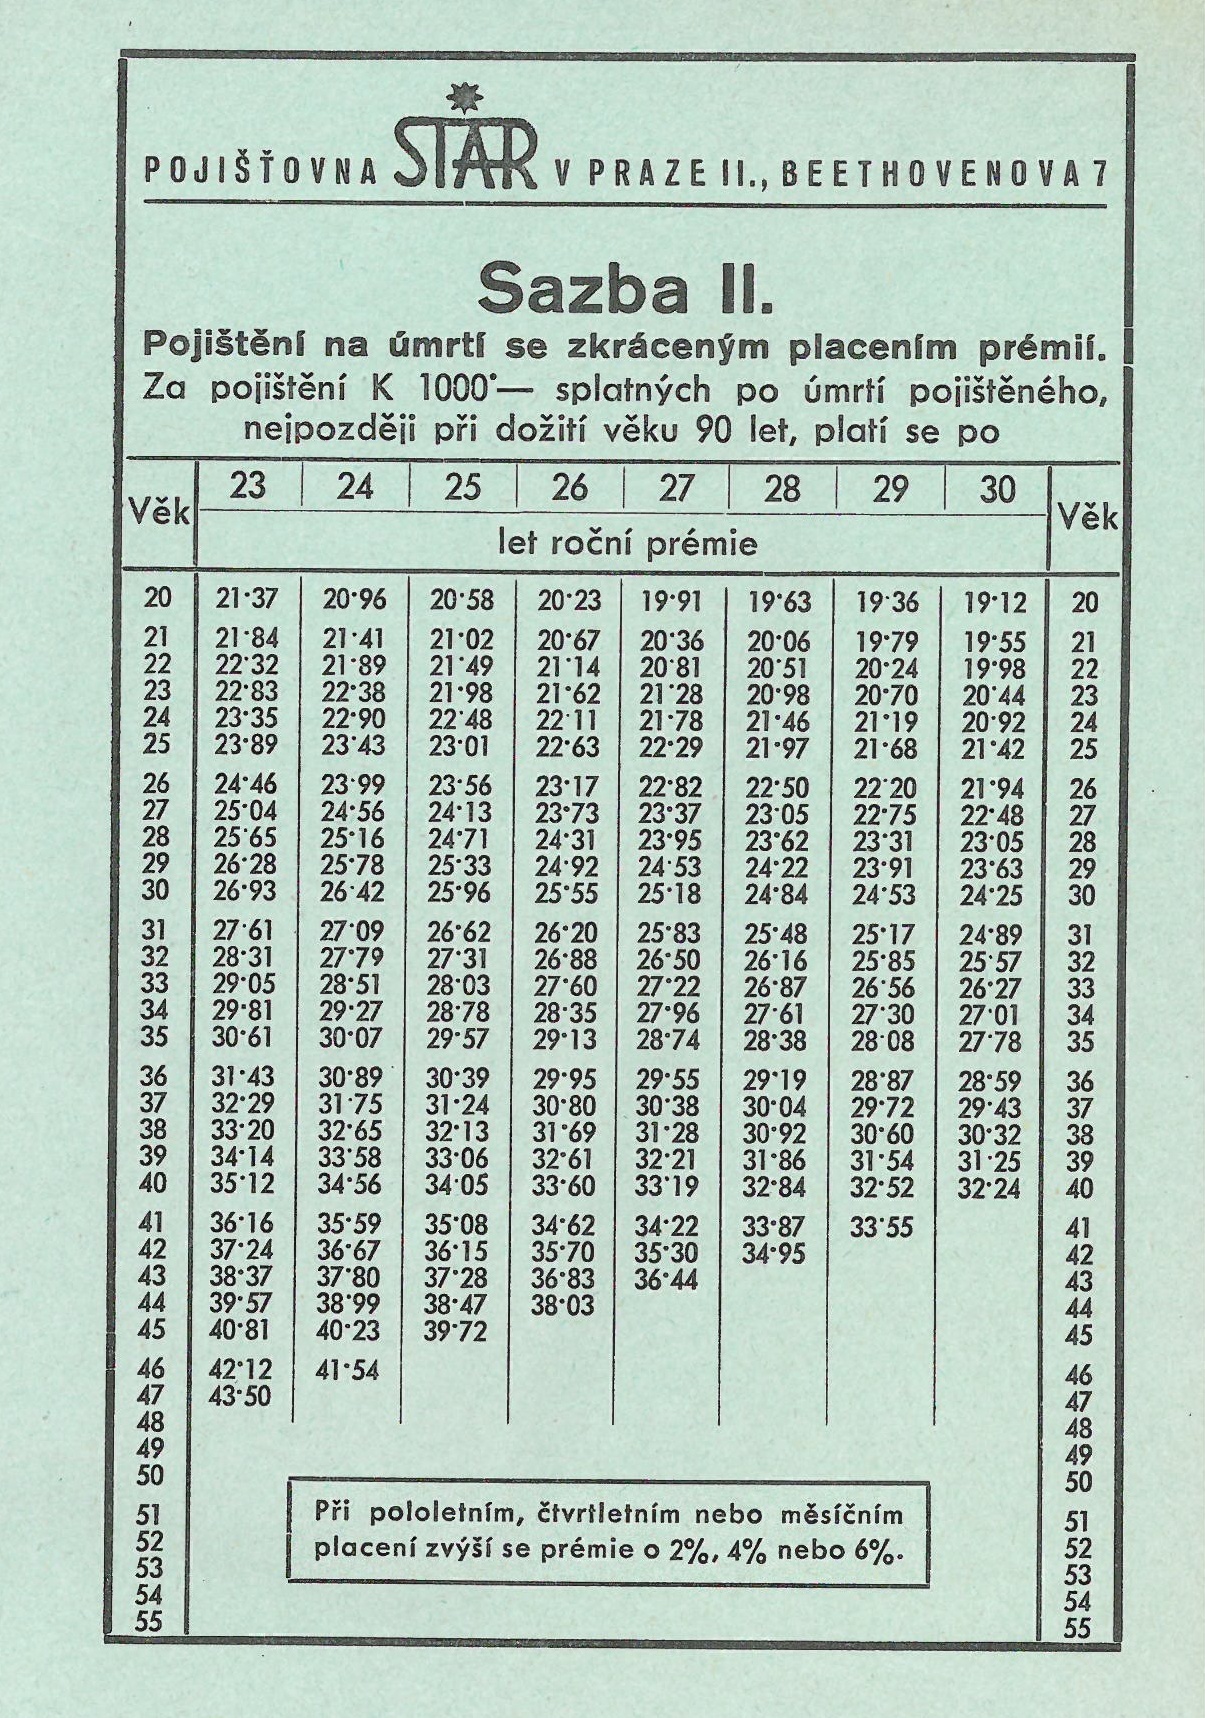 POJIŠŤOVNA STAR V PRAZE II., BEETHOVENOVA 7
Sazba II.
Pojištění na úmrtí se zkráceným placením prémií.
Za pojištění K 1000·— splatných po úmrtí pojištěného,
nejpozději při dožití věku 90 let, platí se po
Věk 23 24 25 26 27 28 29 30 Věk
let roční prémie
20 21·37 20·96 20·58 20·23 19·91 19·63 19·36 19·12 20
21 21·84 21·41 21·02 20·67 20·36 20·06 19·79 19·55 21
22 22·32 21·89 21·49 21·14 20·81 20·51 20·24 19·98 22
23 22·83 22·38 21·98 21·62 21·28 20·98 20·70 20·44 23
24 23·35 22·90 22·48 22·11 21·78 21·46 21·19 20·92 24
25 23·89 23·43 23·01 22·63 22·29 21·97 21·68 21·42 25
26 24·46 23·99 23·56 23·17 22·82 22·50 22·20 21·94 26
27 25·04 24·56 24·13 23·73 23·37 23·05 22·75 22·48 27
28 25·65 25·16 24·71 24·31 23·95 23·62 23·31 23·05 28
29 26·28 25·78 25·33 24·92 24·53 24·22 23·91 23·63 29
30 26·93 26·42 25·96 25·55 25·18 24·84 24·53 24·25 30
31 27·61 27·09 26·62 26·20 25·83 25·48 25·17 24·89 31
32 28·31 27·79 27·31 26·88 26·50 26·16 25·85 25·57 32
33 29·05 28·51 28·03 27·60 27·22 26·87 26·56 26·27 33
34 29·81 29·27 28·78 28·35 27·96 27·61 27·30 27·01 34
35 30·61 30·07 29·57 29·13 28·74 28·38 28·08 27·78 35
36 31·43 30·89 30·39 29·95 29·55 29·19 28·87 28·59 36
37 32·29 31·75 31·24 30·80 30·38 30·04 29·72 29·43 37
38 33·20 32·65 32·13 31·69 31·28 30·92 30·60 30·32 38
39 34·14 33·58 33·06 32·61 32·21 31·86 31·54 31·25 39
40 35·12 34·56 34·05 33·60 33·19 32·84 32·52 32·24 40
41 36·16 35·59 35·08 34·62 34·22 33·87 33·55 41
42 37·24 36·67 36·15 35·70 35·30 34·95 42
43 38·37 37·80 37·28 36·83 36·44 43
44 39·57 38·99 38·47 38·03 44
45 40·81 40·23 39·72 45
46 42·12 41·54 46
47 43·50 47
48 48
49 49
50 50
51 51
52 52
53 53
54 54
55 55
Při pololetním, čtvrtletním nebo měsíčním
placení zvýší se prémie o 2%, 4% nebo 6%.